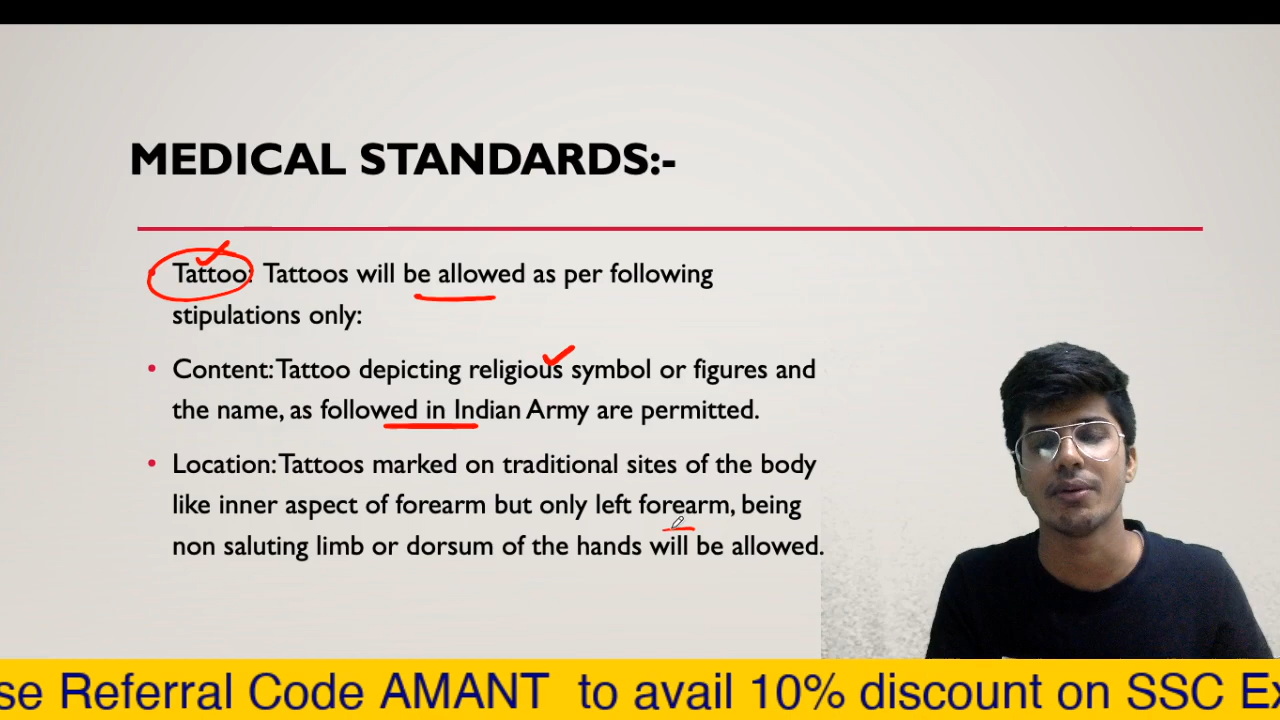 MEDICAL STANDARDS:-
Tattoo: Tattoos will be allowed as per following
stipulations only:
• Content: Tattoo depicting religious symbol or figures and
the name, as followed in Indian Army are permitted.
• Location: Tattoos marked on traditional sites of the body
like inner aspect of forearm but only left forearm, being
non saluting limb or dorsum of the hands will be allowed.
se Referral Code AMANT to avail 10% discount on SSC Ex